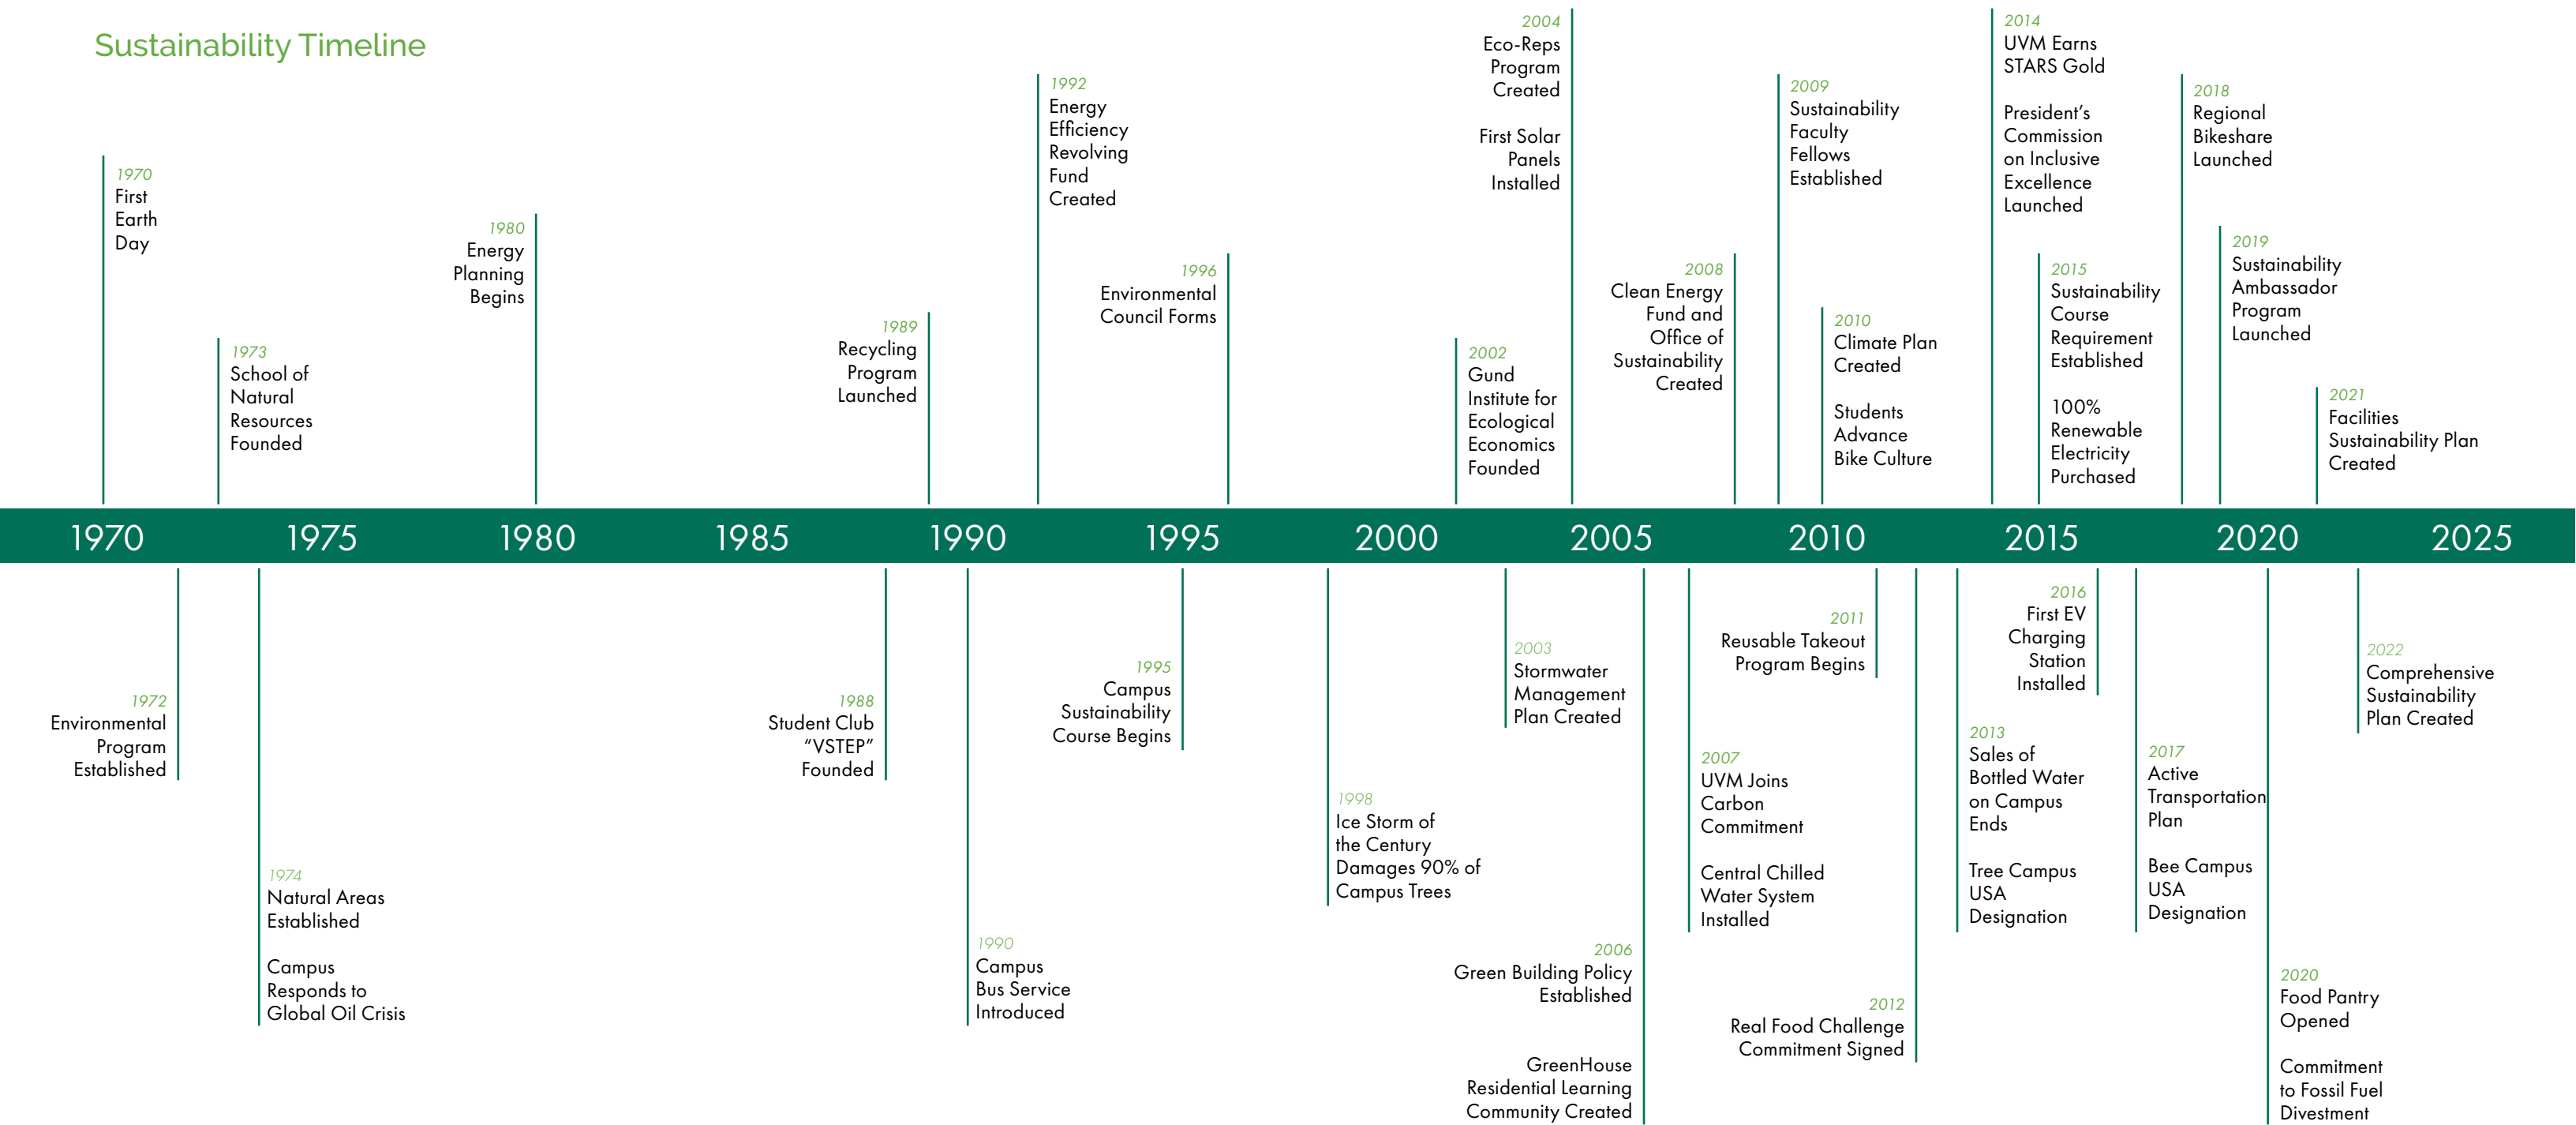 Sustainability Timeline
1970
First
Earth
Day
1973
School of
Natural
Resources
Founded
1980
Energy
Planning
Begins
1989
Recycling
Program
Launched
1992
Energy
Efficiency
Revolving
Fund
Created
1996
Environmental
Council Forms
2002
Gund
Institute for
Ecological
Economics
Founded
2004
Eco-Reps
Program
Created
First Solar
Panels
Installed
2008
Clean Energy
Fund and
Office of
Sustainability
Created
2009
Sustainability
Faculty
Fellows
Established
2010
Climate Plan
Created
Students
Advance
Bike Culture
2014
UVM Earns
STARS Gold
President’s
Commission
on Inclusive
Excellence
Launched
2015
Sustainability
Course
Requirement
Established
100%
Renewable
Electricity
Purchased
2018
Regional
Bikeshare
Launched
2019
Sustainability
Ambassador
Program
Launched
2021
Facilities
Sustainability Plan
Created
1970 1975 1980 1985 1990 1995 2000 2005 2010 2015 2020 2025
1972
Environmental
Program
Established
1974
Natural Areas
Established
Campus
Responds to
Global Oil Crisis
1988
Student Club
“VSTEP”
Founded
1990
Campus
Bus Service
Introduced
1995
Campus
Sustainability
Course Begins
1998
Ice Storm of
the Century
Damages 90% of
Campus Trees
2003
Stormwater
Management
Plan Created
2006
Green Building Policy
Established
GreenHouse
Residential Learning
Community Created
2007
UVM Joins
Carbon
Commitment
Central Chilled
Water System
Installed
2011
Reusable Takeout
Program Begins
2012
Real Food Challenge
Commitment Signed
2013
Sales of
Bottled Water
on Campus
Ends
Tree Campus
USA
Designation
2016
First EV
Charging
Station
Installed
2017
Active
Transportation
Plan
Bee Campus
USA
Designation
2020
Food Pantry
Opened
Commitment
to Fossil Fuel
Divestment
2022
Comprehensive
Sustainability
Plan Created